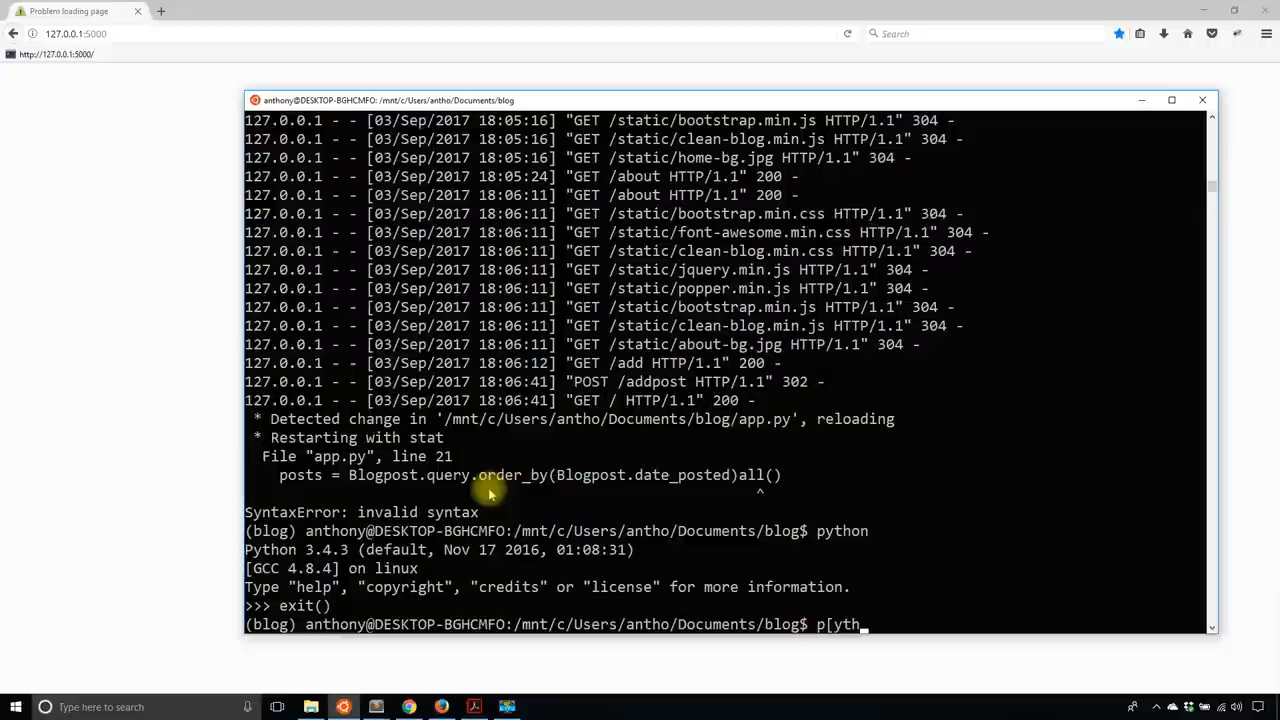 Problem loading page
127.0.0.1:5000
Search
http://127.0.0.1:5000/
anthony@DESKTOP-BGHCMFO: /mnt/c/Users/antho/Documents/blog
127.0.0.1 - - [03/Sep/2017 18:05:16] "GET /static/bootstrap.min.js HTTP/1.1" 304 -
127.0.0.1 - - [03/Sep/2017 18:05:16] "GET /static/clean-blog.min.js HTTP/1.1" 304 -
127.0.0.1 - - [03/Sep/2017 18:05:16] "GET /static/home-bg.jpg HTTP/1.1" 304 -
127.0.0.1 - - [03/Sep/2017 18:05:24] "GET /about HTTP/1.1" 200 -
127.0.0.1 - - [03/Sep/2017 18:06:11] "GET /about HTTP/1.1" 200 -
127.0.0.1 - - [03/Sep/2017 18:06:11] "GET /static/bootstrap.min.css HTTP/1.1" 304 -
127.0.0.1 - - [03/Sep/2017 18:06:11] "GET /static/font-awesome.min.css HTTP/1.1" 304 -
127.0.0.1 - - [03/Sep/2017 18:06:11] "GET /static/clean-blog.min.css HTTP/1.1" 304 -
127.0.0.1 - - [03/Sep/2017 18:06:11] "GET /static/jquery.min.js HTTP/1.1" 304 -
127.0.0.1 - - [03/Sep/2017 18:06:11] "GET /static/popper.min.js HTTP/1.1" 304 -
127.0.0.1 - - [03/Sep/2017 18:06:11] "GET /static/bootstrap.min.js HTTP/1.1" 304 -
127.0.0.1 - - [03/Sep/2017 18:06:11] "GET /static/clean-blog.min.js HTTP/1.1" 304 -
127.0.0.1 - - [03/Sep/2017 18:06:11] "GET /static/about-bg.jpg HTTP/1.1" 304 -
127.0.0.1 - - [03/Sep/2017 18:06:12] "GET /add HTTP/1.1" 200 -
127.0.0.1 - - [03/Sep/2017 18:06:41] "POST /addpost HTTP/1.1" 302 -
127.0.0.1 - - [03/Sep/2017 18:06:41] "GET / HTTP/1.1" 200 -
* Detected change in '/mnt/c/Users/antho/Documents/blog/app.py', reloading
* Restarting with stat
File "app.py", line 21
posts = Blogpost.query.order_by(Blogpost.date_posted)all()
^
SyntaxError: invalid syntax
(blog) anthony@DESKTOP-BGHCMFO:/mnt/c/Users/antho/Documents/blog$ python
Python 3.4.3 (default, Nov 17 2016, 01:08:31)
[GCC 4.8.4] on linux
Type "help", "copyright", "credits" or "license" for more information.
>>> exit()
(blog) anthony@DESKTOP-BGHCMFO:/mnt/c/Users/antho/Documents/blog$ p[yth
Type here to search